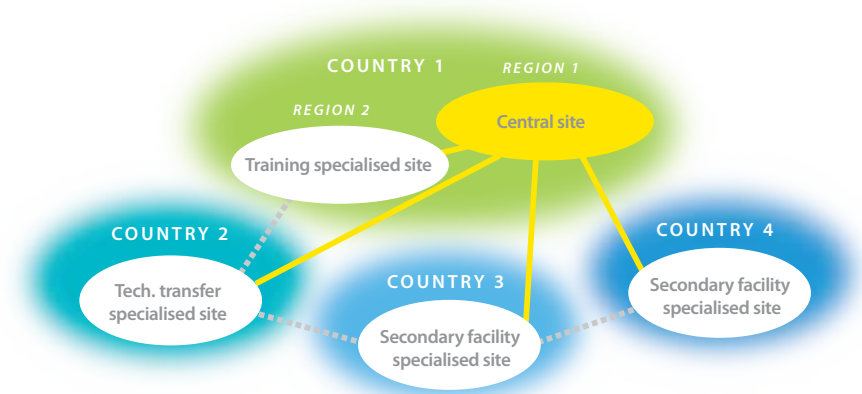 COUNTRY 1
REGION 1
REGION 2
Central site
Training specialised site
COUNTRY 2
COUNTRY 4
COUNTRY 3
Tech. transfer
specialised site
Secondary facility
specialised site
Secondary facility
specialised site